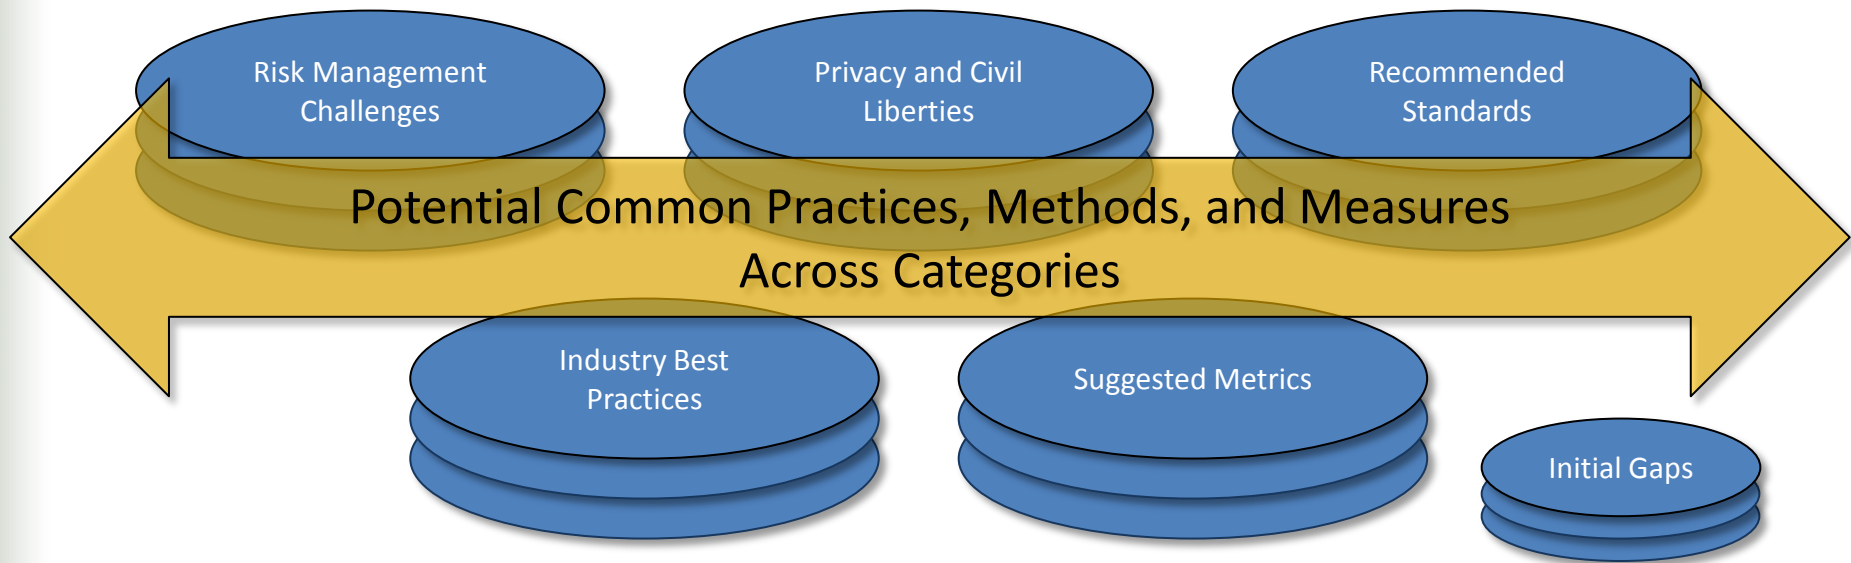 Risk Management
Challenges
Privacy and Civil
Liberties
Recommended
Standards
Potential Common Practices, Methods, and Measures
Across Categories
Industry Best
Practices
Suggested Metrics
Initial Gaps